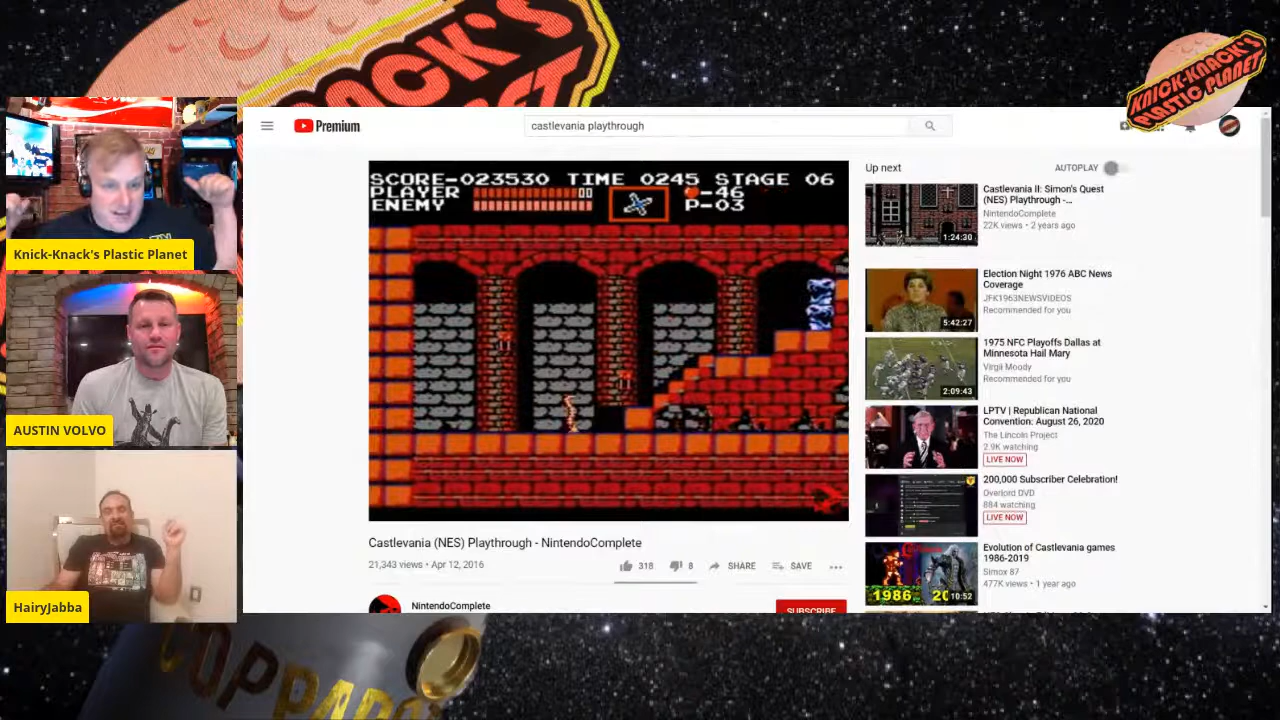 KNICK-KNACK'S
PLASTIC PLANET
Premium
castlevania playthrough
Knick-Knack's Plastic Planet
AUSTIN VOLVO
HairyJabba
SCORE-023530 TIME 0245 STAGE 06
PLAYER
-46
ENEMY
P-03
Castlevania (NES) Playthrough - NintendoComplete
21,343 views • Apr 12, 2016
318
8
SHARE
SAVE
NintendoComplete
SUBSCRIBE
Up next
AUTOPLAY
Castlevania II: Simon's Quest
(NES) Playthrough -...
NintendoComplete
22K views • 2 years ago
1:24:30
Election Night 1976 ABC News
Coverage
JFK1963NEWSVIDEOS
Recommended for you
5:42:27
1975 NFC Playoffs Dallas at
Minnesota Hail Mary
Virgil Moody
Recommended for you
2:09:43
LPTV | Republican National
Convention: August 26, 2020
The Lincoln Project
2.9K watching
LIVE NOW
200,000 Subscriber Celebration!
Overlord DVD
884 watching
LIVE NOW
Evolution of Castlevania games
1986-2019
Simox 87
477K views • 1 year ago
1986
10:52